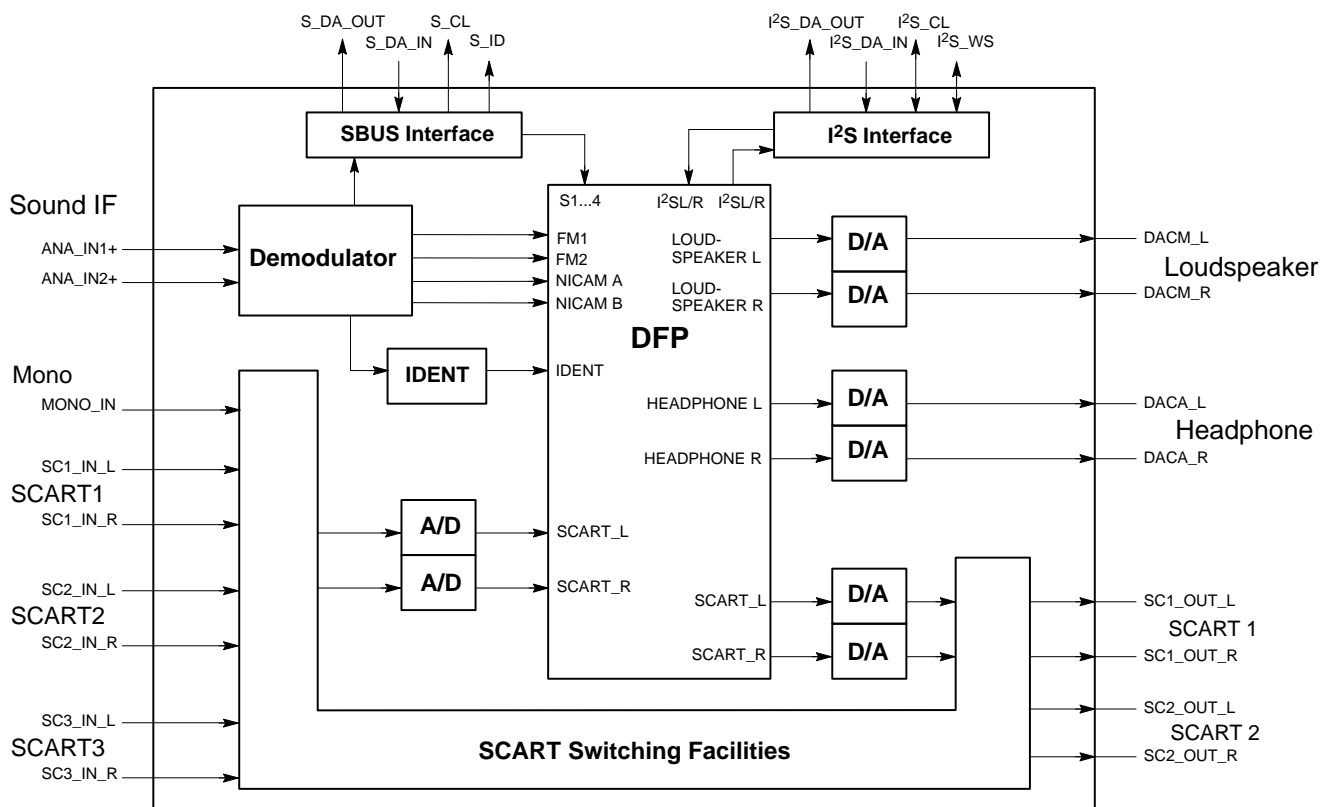 S_DA_OUT
S_DA_IN
S_CL
S_ID
I²S_DA_OUT
I²S_DA_IN
I²S_CL
I²S_WS
SBUS Interface
I²S Interface
Sound IF
ANA_IN1+
ANA_IN2+
Demodulator
S1...4
I²SL/R
I²SL/R
FM1
FM2
NICAM A
NICAM B
LOUD-
SPEAKER L
LOUD-
SPEAKER R
D/A
D/A
DACM_L
Loudspeaker
DACM_R
DFP
IDENT
IDENT
Mono
MONO_IN
HEADPHONE L
HEADPHONE R
D/A
D/A
DACA_L
Headphone
DACA_R
SC1_IN_L
SCART1
SC1_IN_R
A/D
A/D
SCART_L
SCART_R
SC2_IN_L
SCART2
SC2_IN_R
SCART_L
SCART_R
D/A
D/A
SC1_OUT_L
SCART 1
SC1_OUT_R
SC3_IN_L
SCART3
SC3_IN_R
SCART Switching Facilities
SC2_OUT_L
SCART 2
SC2_OUT_R